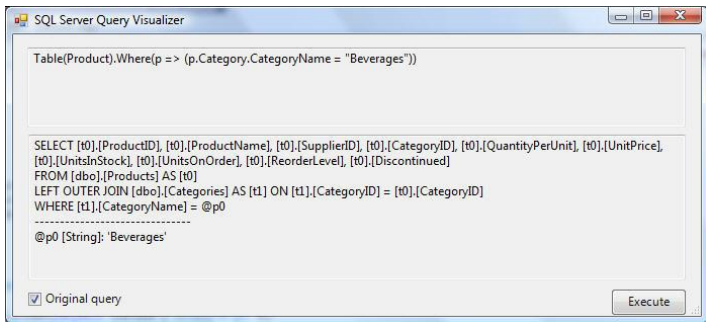 SQL Server Query Visualizer
Table(Product).Where(p => (p.Category.CategoryName = "Beverages"))
SELECT [t0].[ProductID], [t0].[ProductName], [t0].[SupplierID], [t0].[CategoryID], [t0].[QuantityPerUnit], [t0].[UnitPrice],
[t0].[UnitsInStock], [t0].[UnitsOnOrder], [t0].[ReorderLevel], [t0].[Discontinued]
FROM [dbo].[Products] AS [t0]
LEFT OUTER JOIN [dbo].[Categories] AS [t1] ON [t1].[CategoryID] = [t0].[CategoryID]
WHERE [t1].[CategoryName] = @p0
-------------------------------
@p0 [String]: 'Beverages'
Original query
Execute